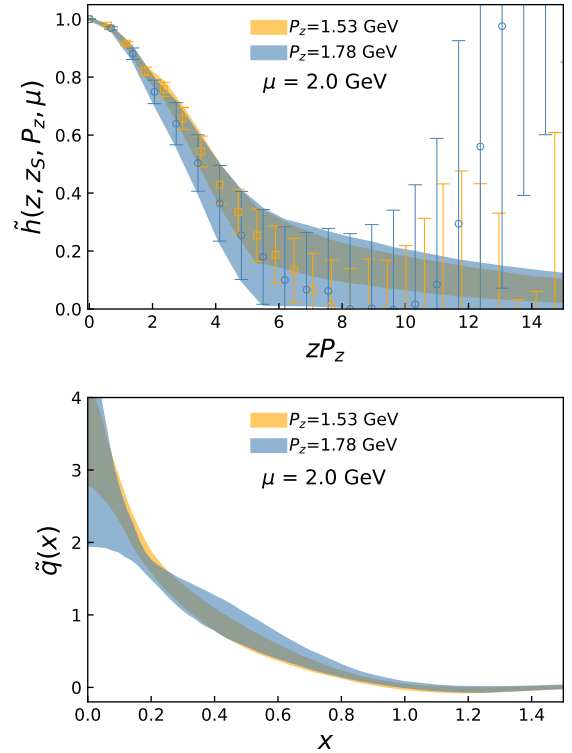 P_z=1.53 GeV
P_z=1.78 GeV
μ = 2.0 GeV
h̃(z, z_S, P_z, μ)
1.0
0.8
0.6
0.4
0.2
0.0
0 2 4 6 8 10 12 14
zP_z
P_z=1.53 GeV
P_z=1.78 GeV
μ = 2.0 GeV
q̃(x)
4
3
2
1
0
0.0 0.2 0.4 0.6 0.8 1.0 1.2 1.4
x